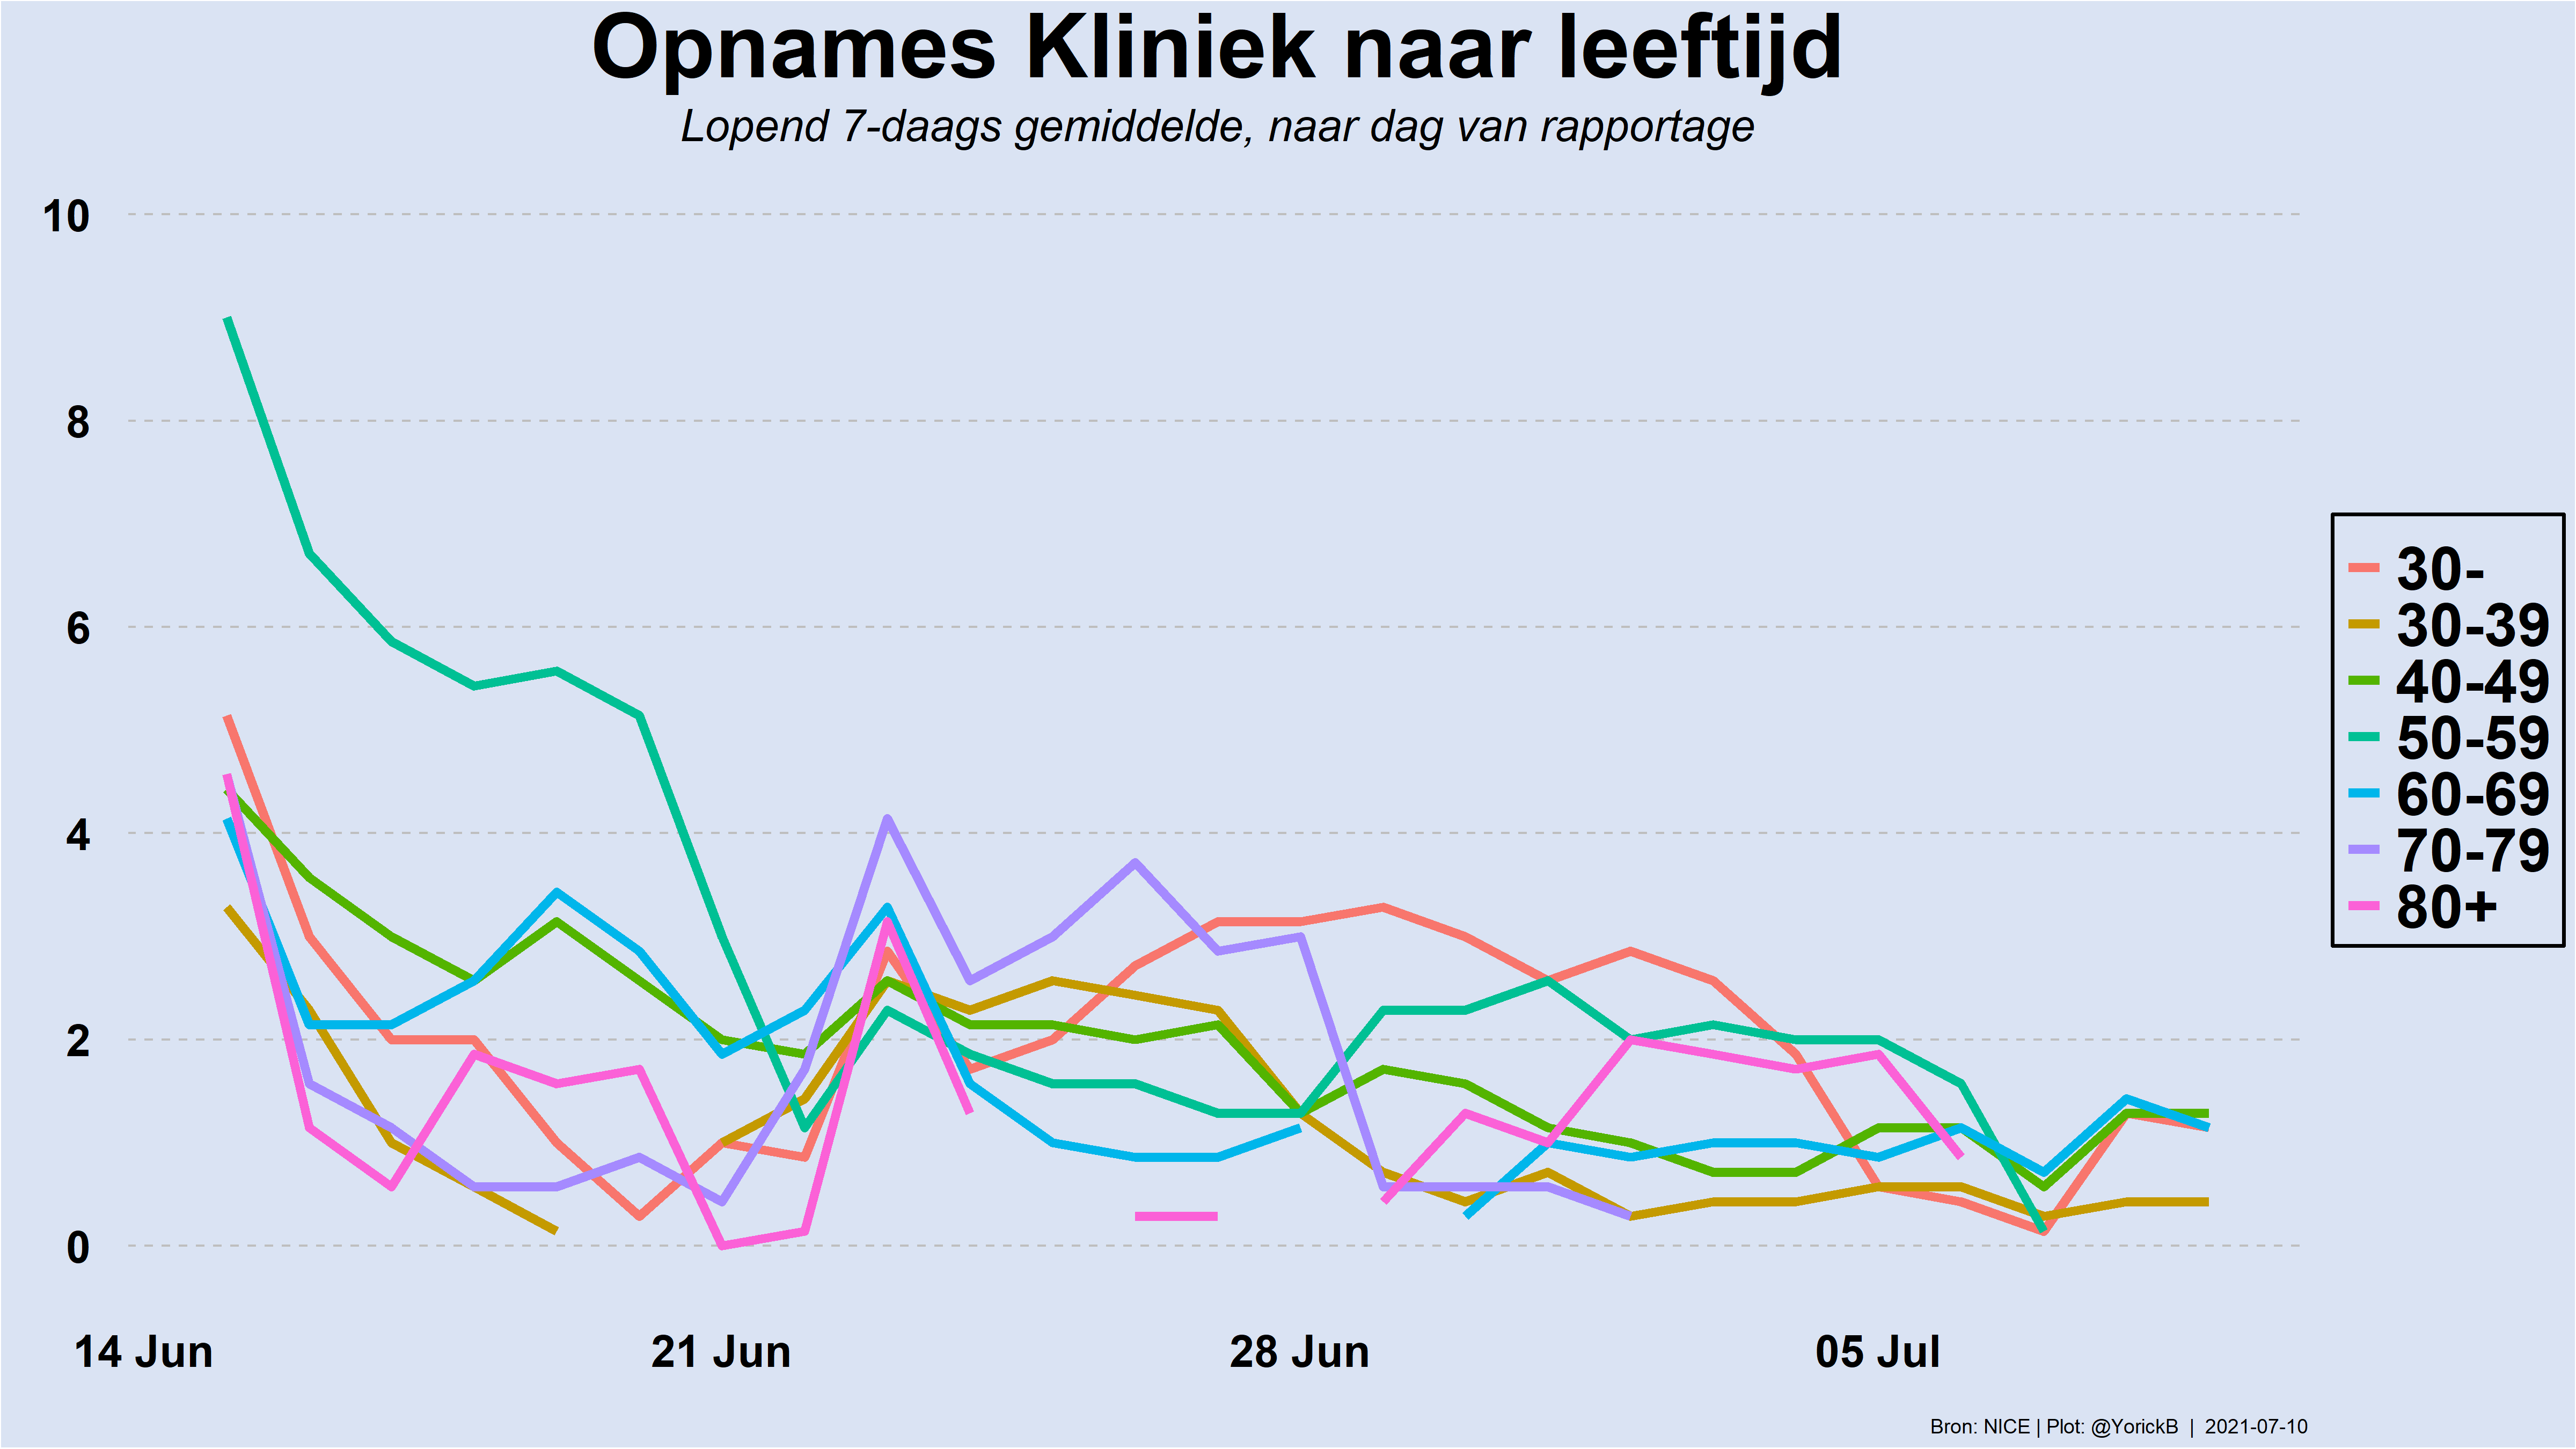 Opnames Kliniek naar leeftijd
Lopend 7-daags gemiddelde, naar dag van rapportage
10
8
6
4
2
0
14 Jun
21 Jun
28 Jun
05 Jul
30-
30-39
40-49
50-59
60-69
70-79
80+
Bron: NICE | Plot: @YorickB | 2021-07-10